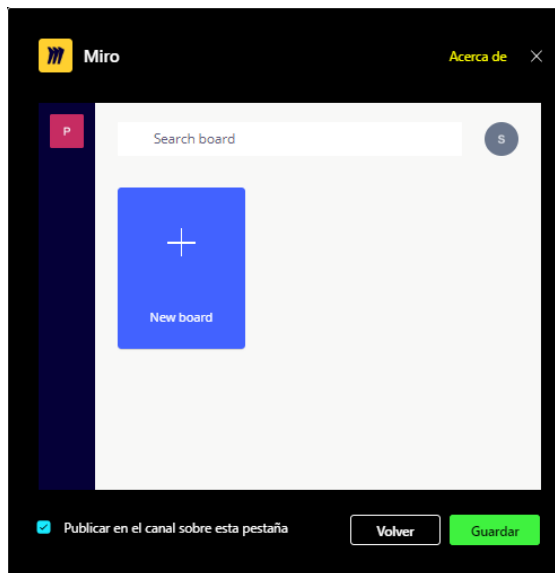 Miro
Acerca de
P
Search board
S
New board
Publicar en el canal sobre esta pestaña
Volver
Guardar